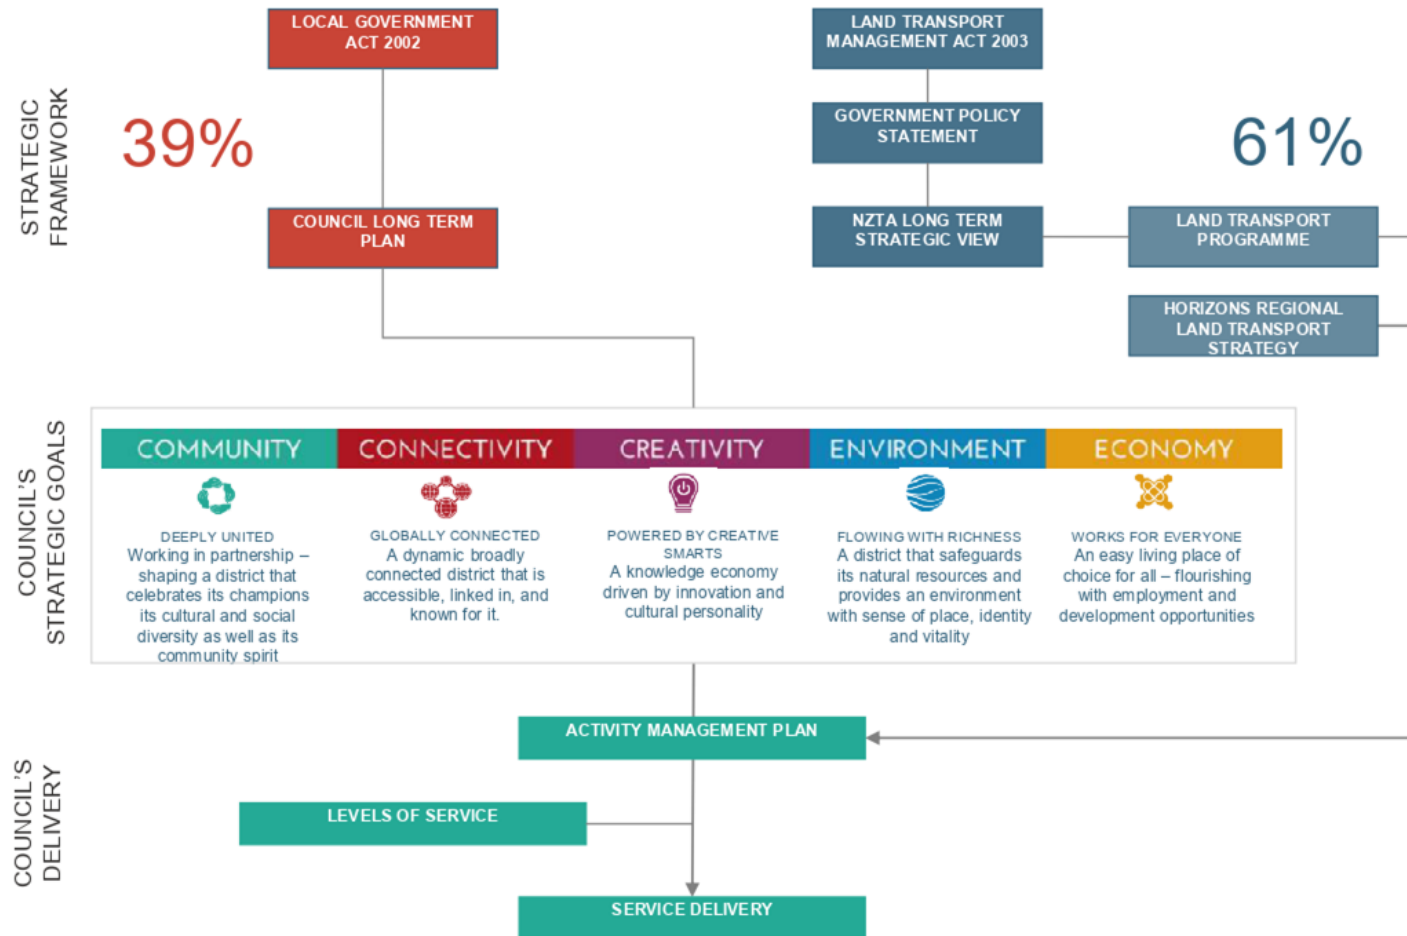 STRATEGIC
FRAMEWORK
LOCAL GOVERNMENT
ACT 2002
39%
COUNCIL LONG TERM
PLAN
LAND TRANSPORT
MANAGEMENT ACT 2003
GOVERNMENT POLICY
STATEMENT
61%
NZTA LONG TERM
STRATEGIC VIEW
LAND TRANSPORT
PROGRAMME
HORIZONS REGIONAL
LAND TRANSPORT
STRATEGY
COUNCIL'S
STRATEGIC GOALS
COMMUNITY
DEEPLY UNITED
Working in partnership –
shaping a district that
celebrates its champions
its cultural and social
diversity as well as its
community spirit
CONNECTIVITY
GLOBALLY CONNECTED
A dynamic broadly
connected district that is
accessible, linked in, and
known for it.
CREATIVITY
POWERED BY CREATIVE
SMARTS
A knowledge economy
driven by innovation and
cultural personality
ENVIRONMENT
FLOWING WITH RICHNESS
A district that safeguards
its natural resources and
provides an environment
with sense of place, identity
and vitality
ECONOMY
WORKS FOR EVERYONE
An easy living place of
choice for all – flourishing
with employment and
development opportunities
COUNCIL'S
DELIVERY
ACTIVITY MANAGEMENT PLAN
LEVELS OF SERVICE
SERVICE DELIVERY